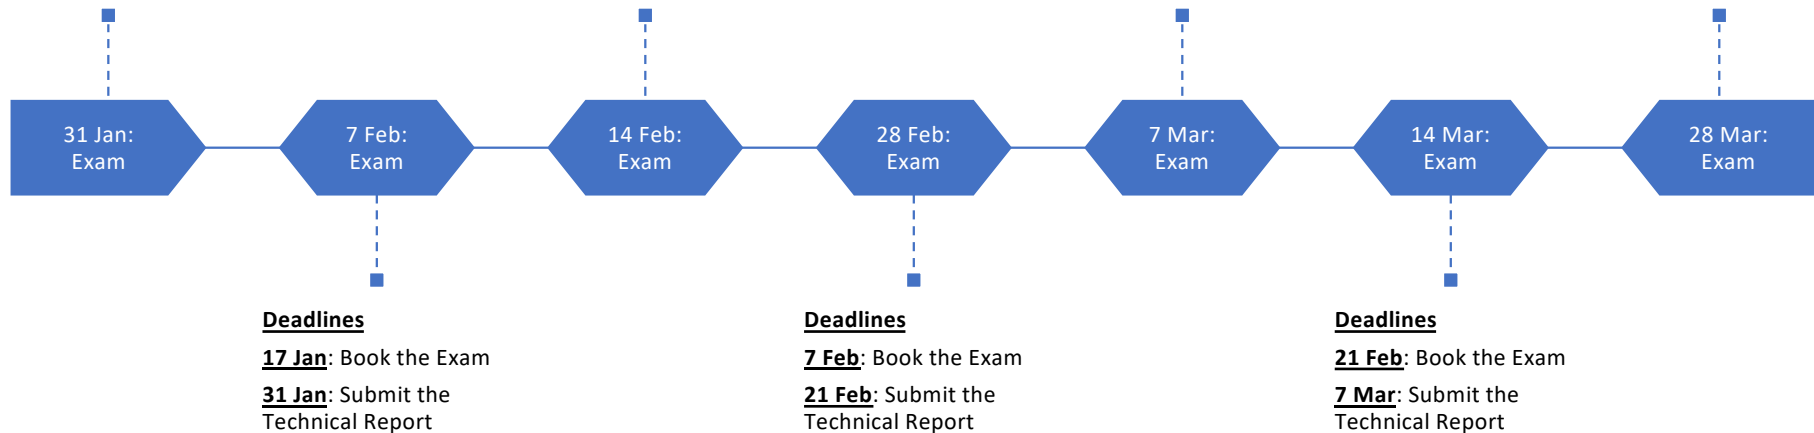 31 Jan:
Exam
7 Feb:
Exam
14 Feb:
Exam
28 Feb:
Exam
7 Mar:
Exam
14 Mar:
Exam
28 Mar:
Exam
Deadlines
17 Jan: Book the Exam
31 Jan: Submit the
Technical Report
Deadlines
7 Feb: Book the Exam
21 Feb: Submit the
Technical Report
Deadlines
21 Feb: Book the Exam
7 Mar: Submit the
Technical Report